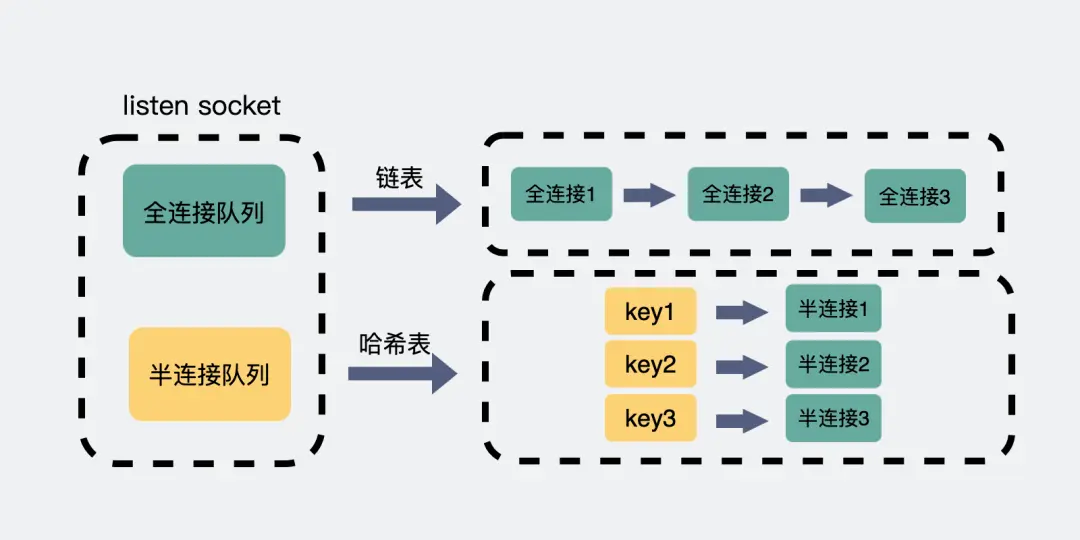 listen socket
全连接队列
链表
全连接1
全连接2
全连接3
半连接队列
哈希表
key1
半连接1
key2
半连接2
key3
半连接3